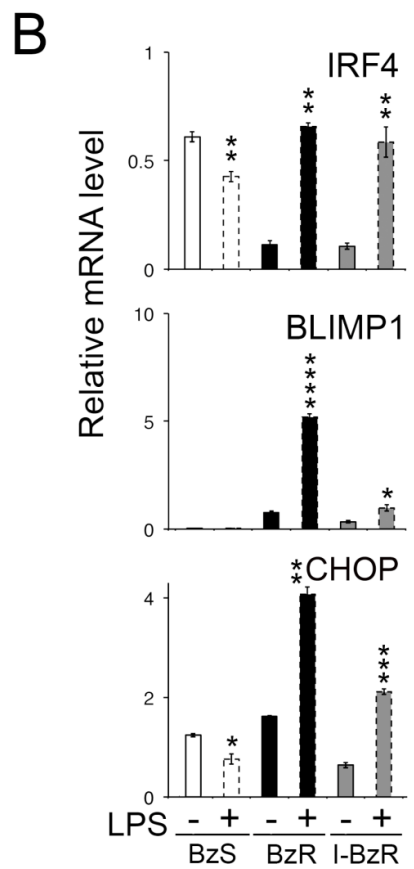 B
IRF4
1
0.5
0
**
**
**
BLIMP1
10
5
0
****
*
CHOP
4
2
0
*
**
***
Relative mRNA level
LPS - + - + - +
BzS BzR I-BzR